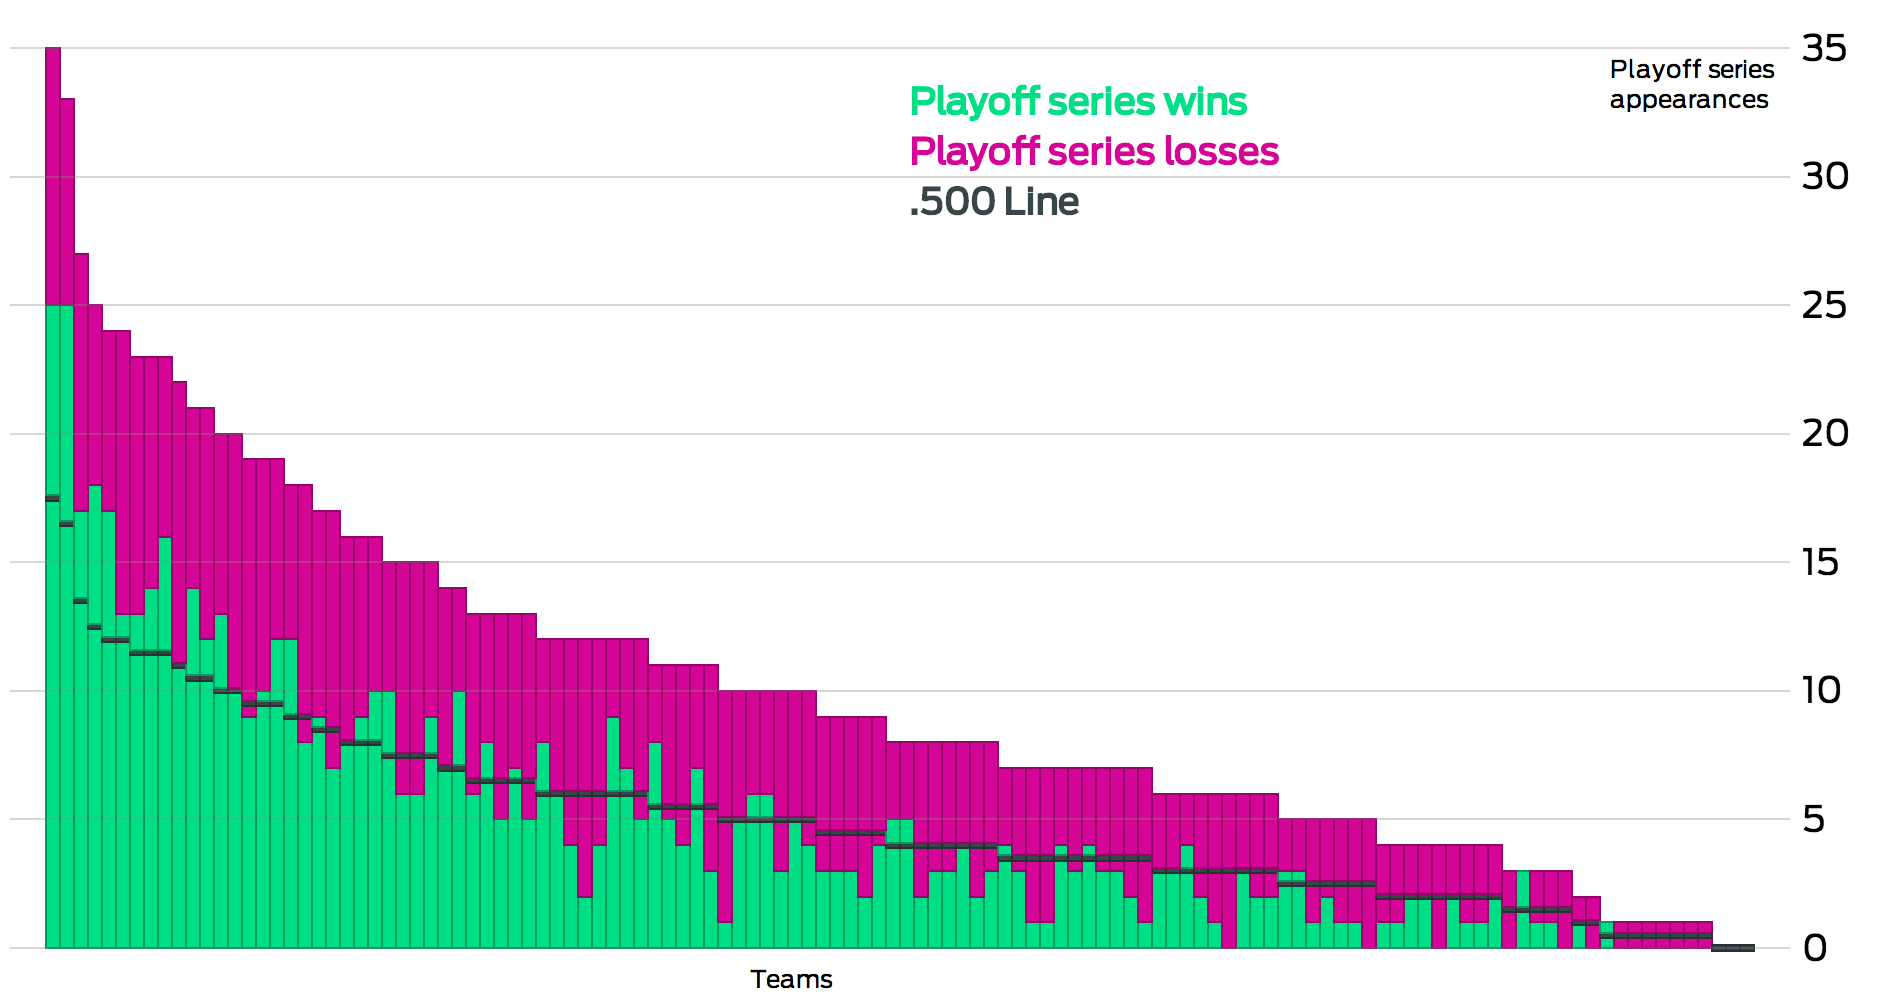 35
Playoff series
appearances
Playoff series wins
Playoff series losses
30
.500 Line
25
20
15
10
5
0
Teams